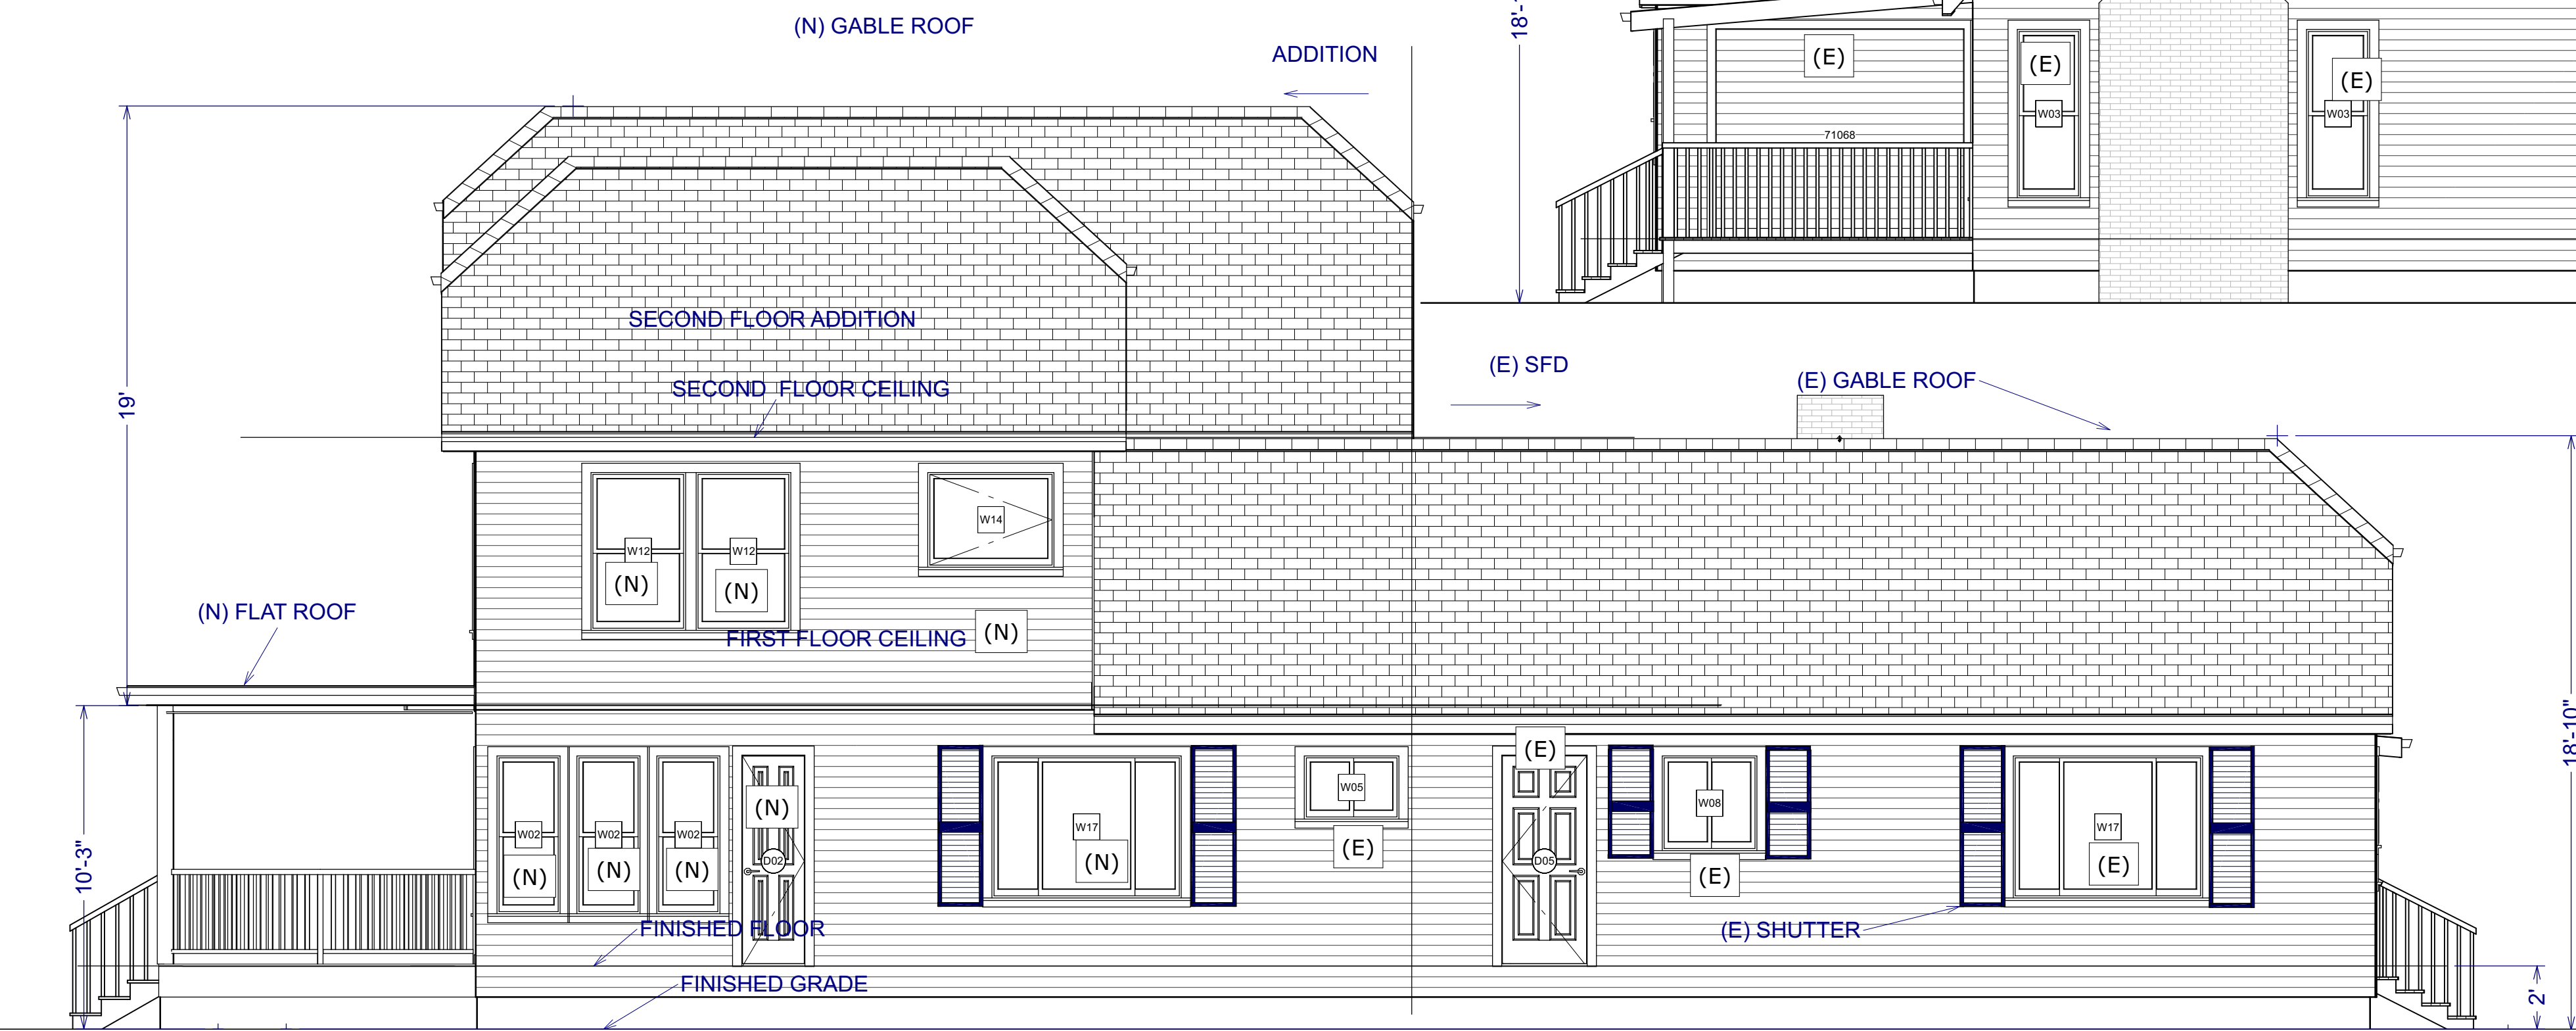 (N) GABLE ROOF
ADDITION
(E)
(E)
(E)
W03
W03
71068
(E) SFD
(E) GABLE ROOF
SECOND FLOOR ADDITION
SECOND  FLOOR CEILING
19'
W14
W12
W12
(N)
(N)
(N) FLAT ROOF
FIRST FLOOR CEILING
(N)
18'-10"
(E)
W05
W08
(N)
W17
W17
W02
W02
W02
10'-3"
(E)
D02
D05
(N)
(E)
(N)
(N)
(N)
(E)
FINISHED FLOOR
(E) SHUTTER
FINISHED GRADE
2'